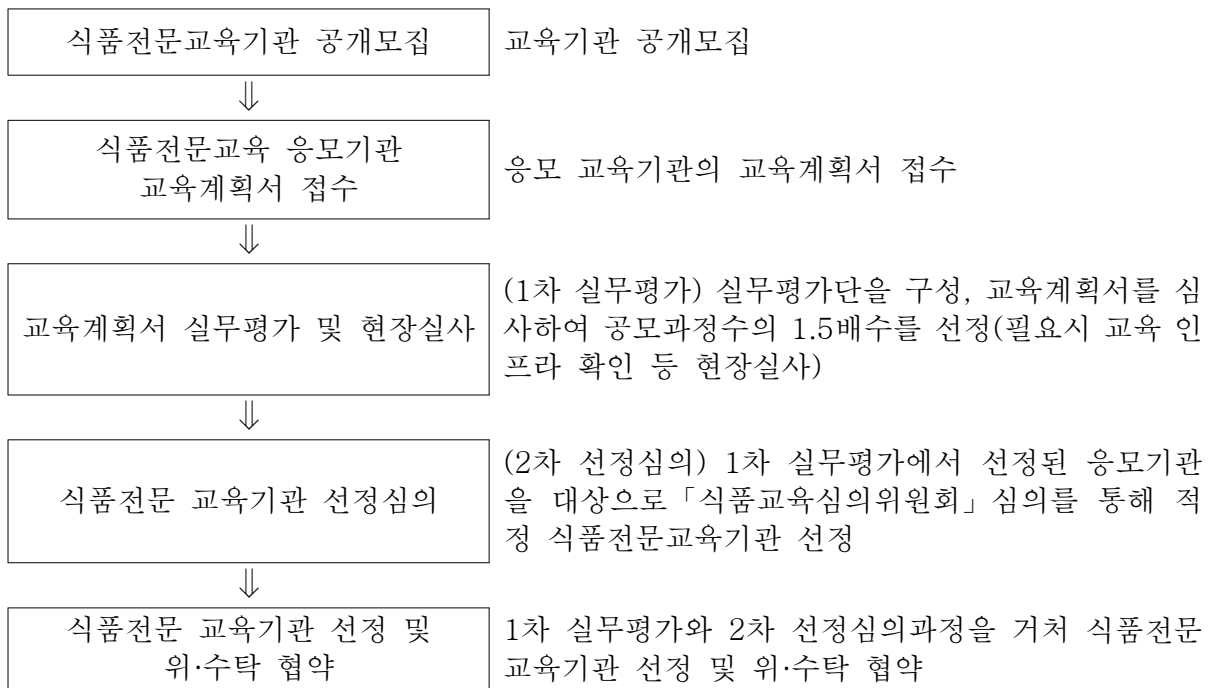 식품전문교육기관 공개모집
교육기관 공개모집
⇓
식품전문교육 응모기관
교육계획서 접수
응모 교육기관의 교육계획서 접수
⇓
교육계획서 실무평가 및 현장실사
(1차 실무평가) 실무평가단을 구성, 교육계획서를 심
사하여 공모과정수의 1.5배수를 선정(필요시 교육 인
프라 확인 등 현장실사)
⇓
식품전문 교육기관 선정심의
(2차 선정심의) 1차 실무평가에서 선정된 응모기관
을 대상으로「식품교육심의위원회」심의를 통해 적
정 식품전문교육기관 선정
⇓
식품전문 교육기관 선정 및
위·수탁 협약
1차 실무평가와 2차 선정심의과정을 거처 식품전문
교육기관 선정 및 위·수탁 협약